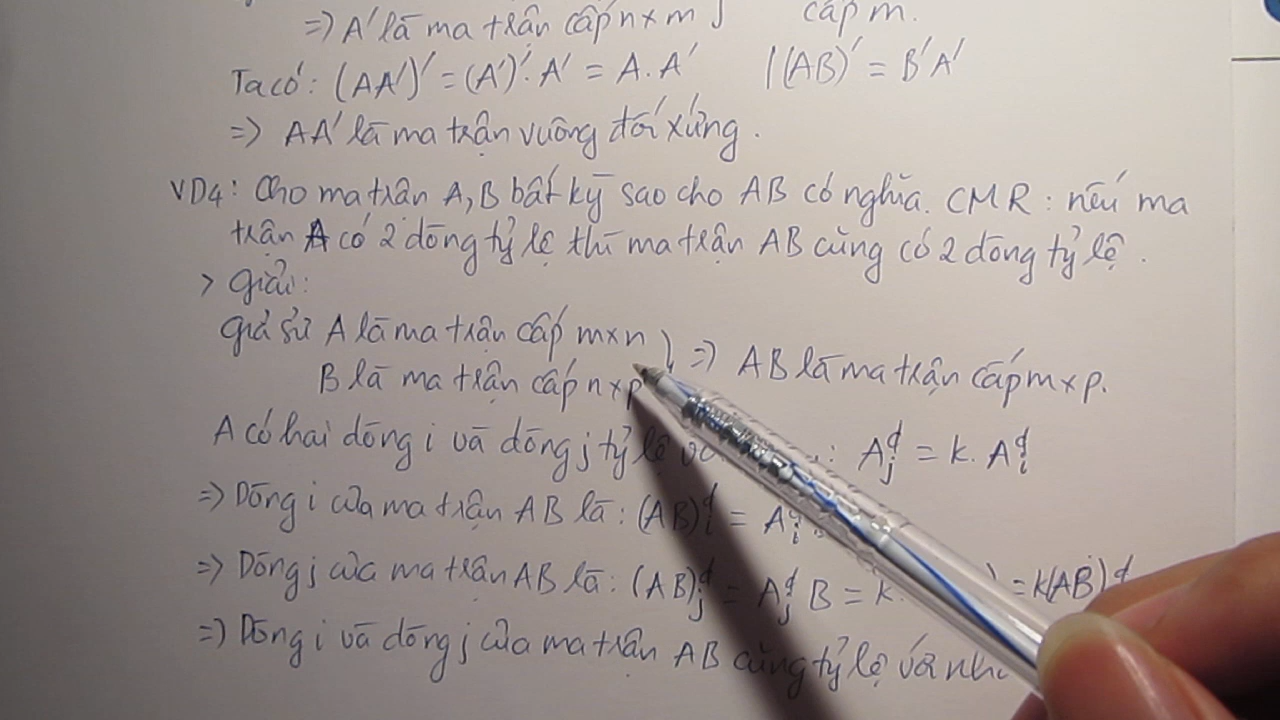 => A' là ma trận cấp n x m } cấp m.
Ta có: (AA')' = (A')'. A' = A. A' | (AB)' = B'A'
=> AA' là ma trận vuông đối xứng.
VD4: Cho ma trận A, B bất kỳ sao cho AB có nghĩa. CMR: nếu ma
trận A có 2 dòng tỷ lệ thì ma trận AB cũng có 2 dòng tỷ lệ.
> Giải:
Giả sử A là ma trận cấp m x n } => AB là ma trận cấp m x p.
B là ma trận cấp n x p
A có hai dòng i và dòng j tỷ lệ : A_j^d = k. A_i^d
=> Dòng i của ma trận AB là: (AB)_i^d = A_i^d
=> Dòng j của ma trận AB là: (AB)_j^d = A_j^d B = k. ) = k(AB)^d
=> Dòng i và dòng j của ma trận AB cũng tỷ lệ với